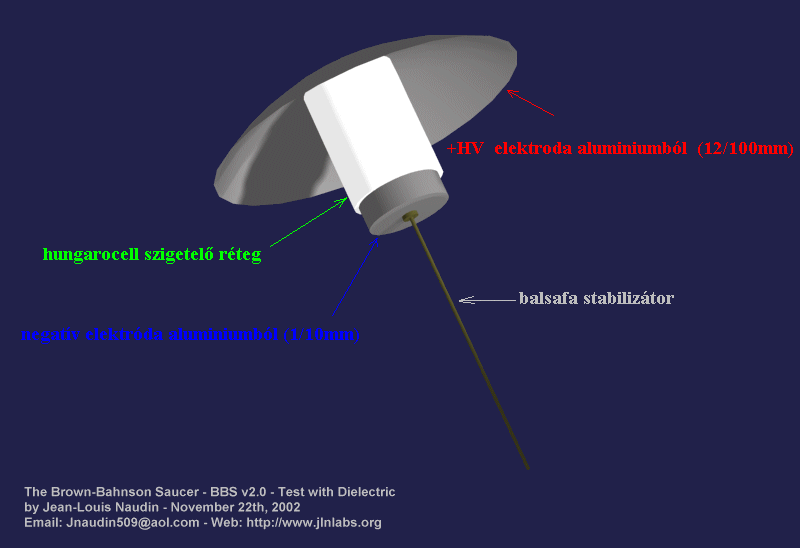 +HV elektroda aluminiumból (12/100mm)
hungarocell szigetelő réteg
balsafa stabilizátor
negatív elektróda aluminiumból (1/10mm)
The Brown-Bahnson Saucer - BBS v2.0 - Test with Dielectric
by Jean-Louis Naudin - November 22th, 2002
Email: Jnaudin509@aol.com - Web: http://www.jlnlabs.org